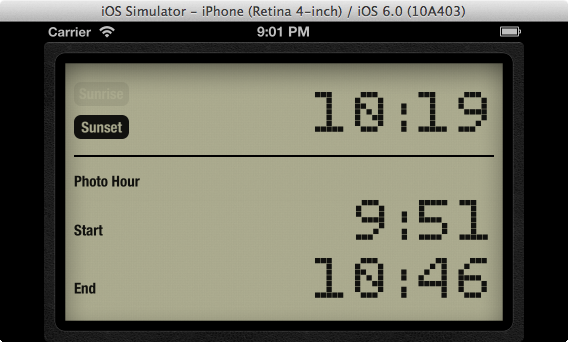 iOS Simulator – iPhone (Retina 4-inch) / iOS 6.0 (10A403)
Carrier 9:01 PM
Sunrise
10:19
Sunset
Photo Hour
Start 9:51
End 10:46